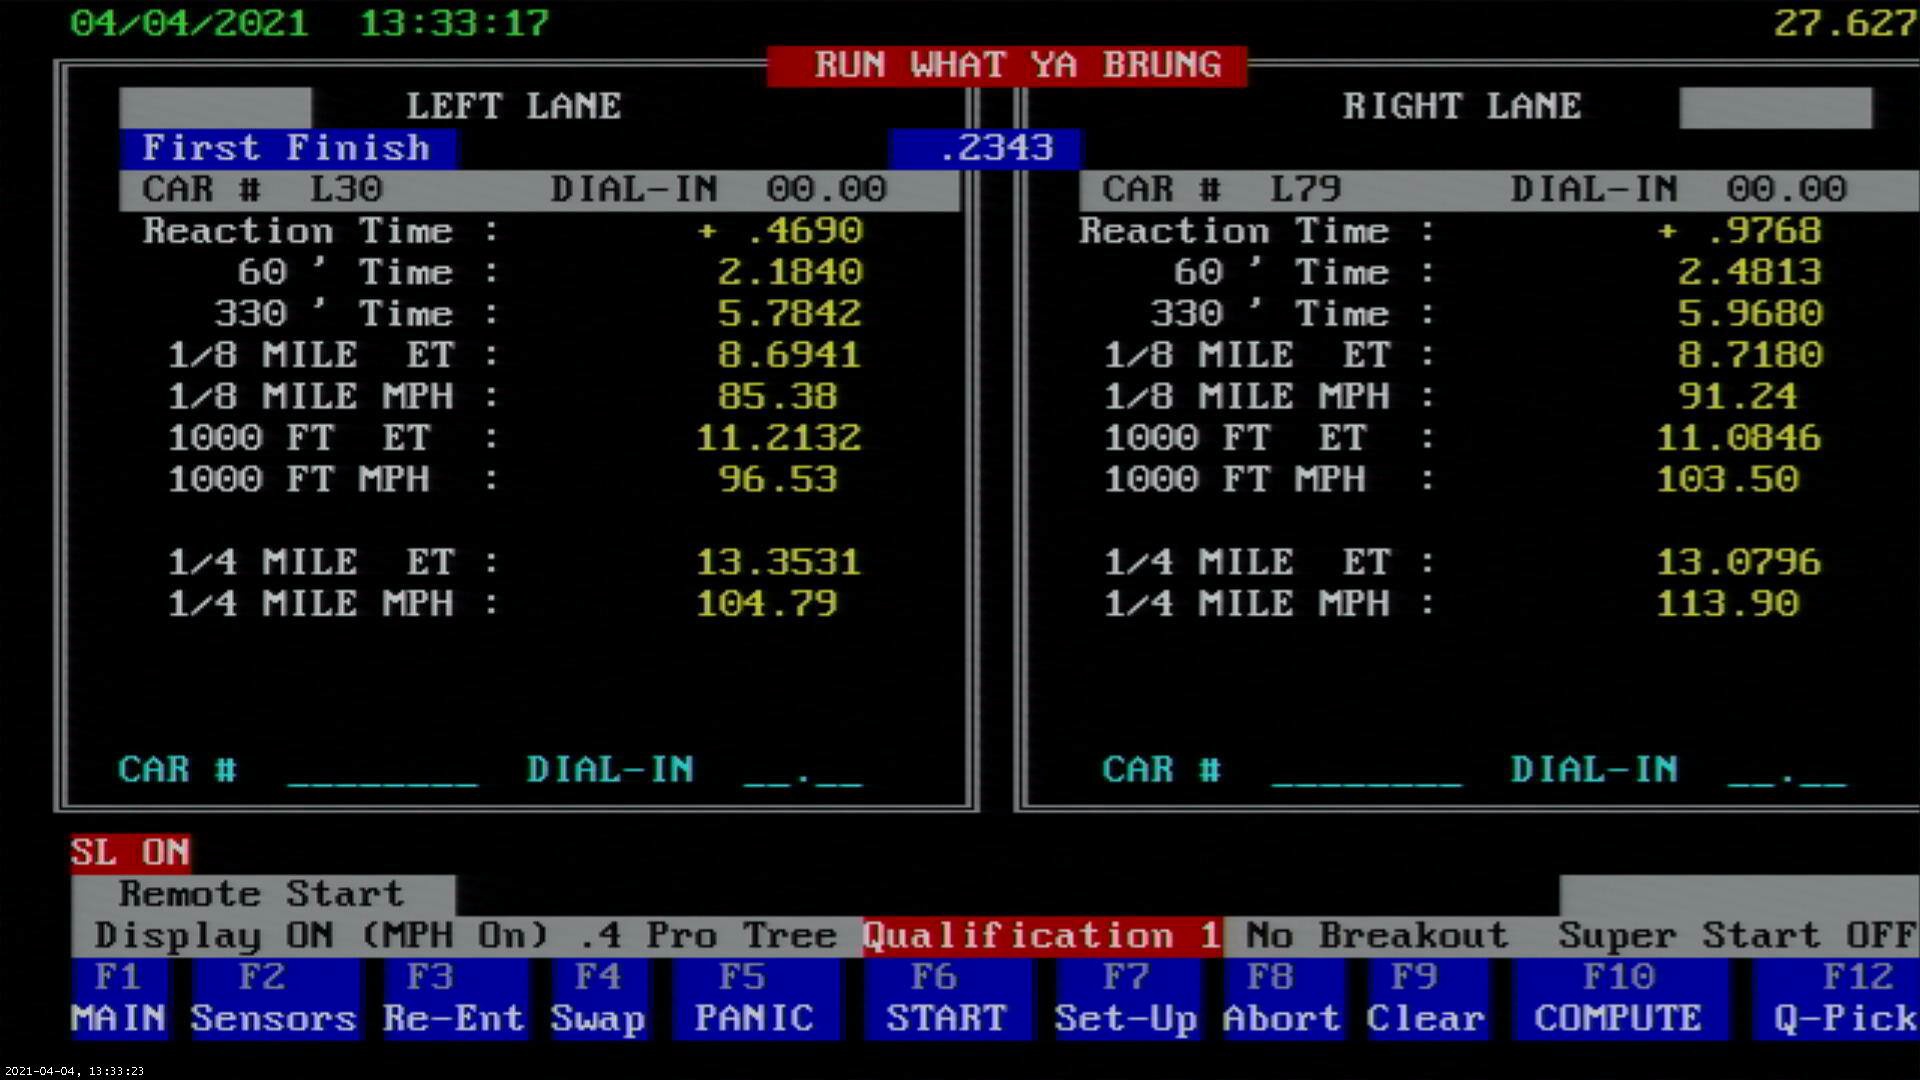 04/04/2021 13:33:17 27.627
RUN WHAT YA BRUNG
LEFT LANE RIGHT LANE
First Finish .2343
CAR # L30 DIAL-IN 00.00 CAR # L79 DIAL-IN 00.00
Reaction Time : + .4690 Reaction Time : + .9768
60 ' Time : 2.1840 60 ' Time : 2.4813
330 ' Time : 5.7842 330 ' Time : 5.9680
1/8 MILE ET : 8.6941 1/8 MILE ET : 8.7180
1/8 MILE MPH : 85.38 1/8 MILE MPH : 91.24
1000 FT ET : 11.2132 1000 FT ET : 11.0846
1000 FT MPH : 96.53 1000 FT MPH : 103.50
1/4 MILE ET : 13.3531 1/4 MILE ET : 13.0796
1/4 MILE MPH : 104.79 1/4 MILE MPH : 113.90
CAR # ________ DIAL-IN __.__ CAR # ________ DIAL-IN __.__
SL ON
Remote Start
Display ON (MPH On) .4 Pro Tree Qualification 1 No Breakout Super Start OFF
F1 F2 F3 F4 F5 F6 F7 F8 F9 F10 F12
MAIN Sensors Re-Ent Swap PANIC START Set-Up Abort Clear COMPUTE Q-Pick
2021-04-04, 13:33:23